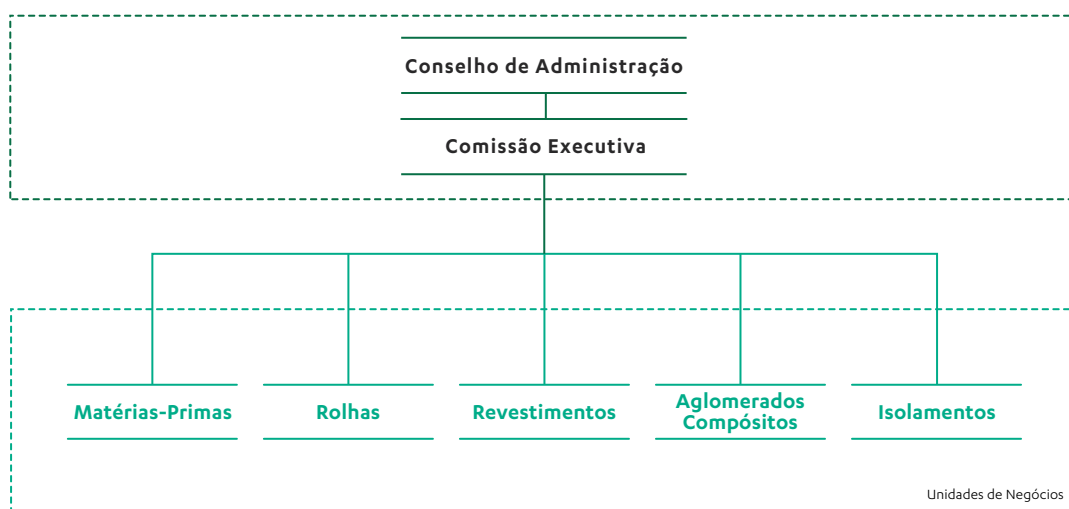 Conselho de Administração
Comissão Executiva
Matérias-Primas
Rolhas
Revestimentos
Aglomerados
Compósitos
Isolamentos
Unidades de Negócios